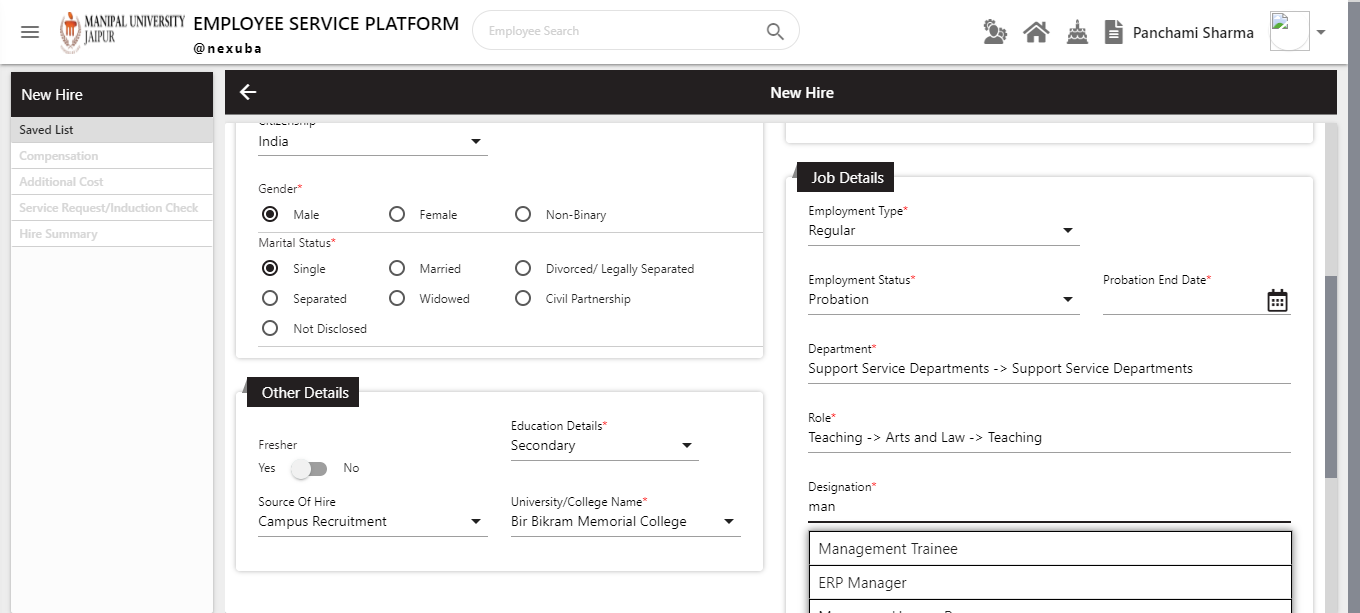 MANIPAL UNIVERSITY
JAIPUR
EMPLOYEE SERVICE PLATFORM
@nexuba
Employee Search
Panchami Sharma
New Hire
Saved List
Compensation
Additional Cost
Service Request/Induction Check
Hire Summary
New Hire
Citizenship
India
Gender*
Male Female Non-Binary
Marital Status*
Single Married Divorced/ Legally Separated
Separated Widowed Civil Partnership
Not Disclosed
Other Details
Fresher
Yes No
Education Details*
Secondary
Source Of Hire
Campus Recruitment
University/College Name*
Bir Bikram Memorial College
Job Details
Employment Type*
Regular
Employment Status*
Probation
Probation End Date*
Department*
Support Service Departments -> Support Service Departments
Role*
Teaching -> Arts and Law -> Teaching
Designation*
man
Management Trainee
ERP Manager